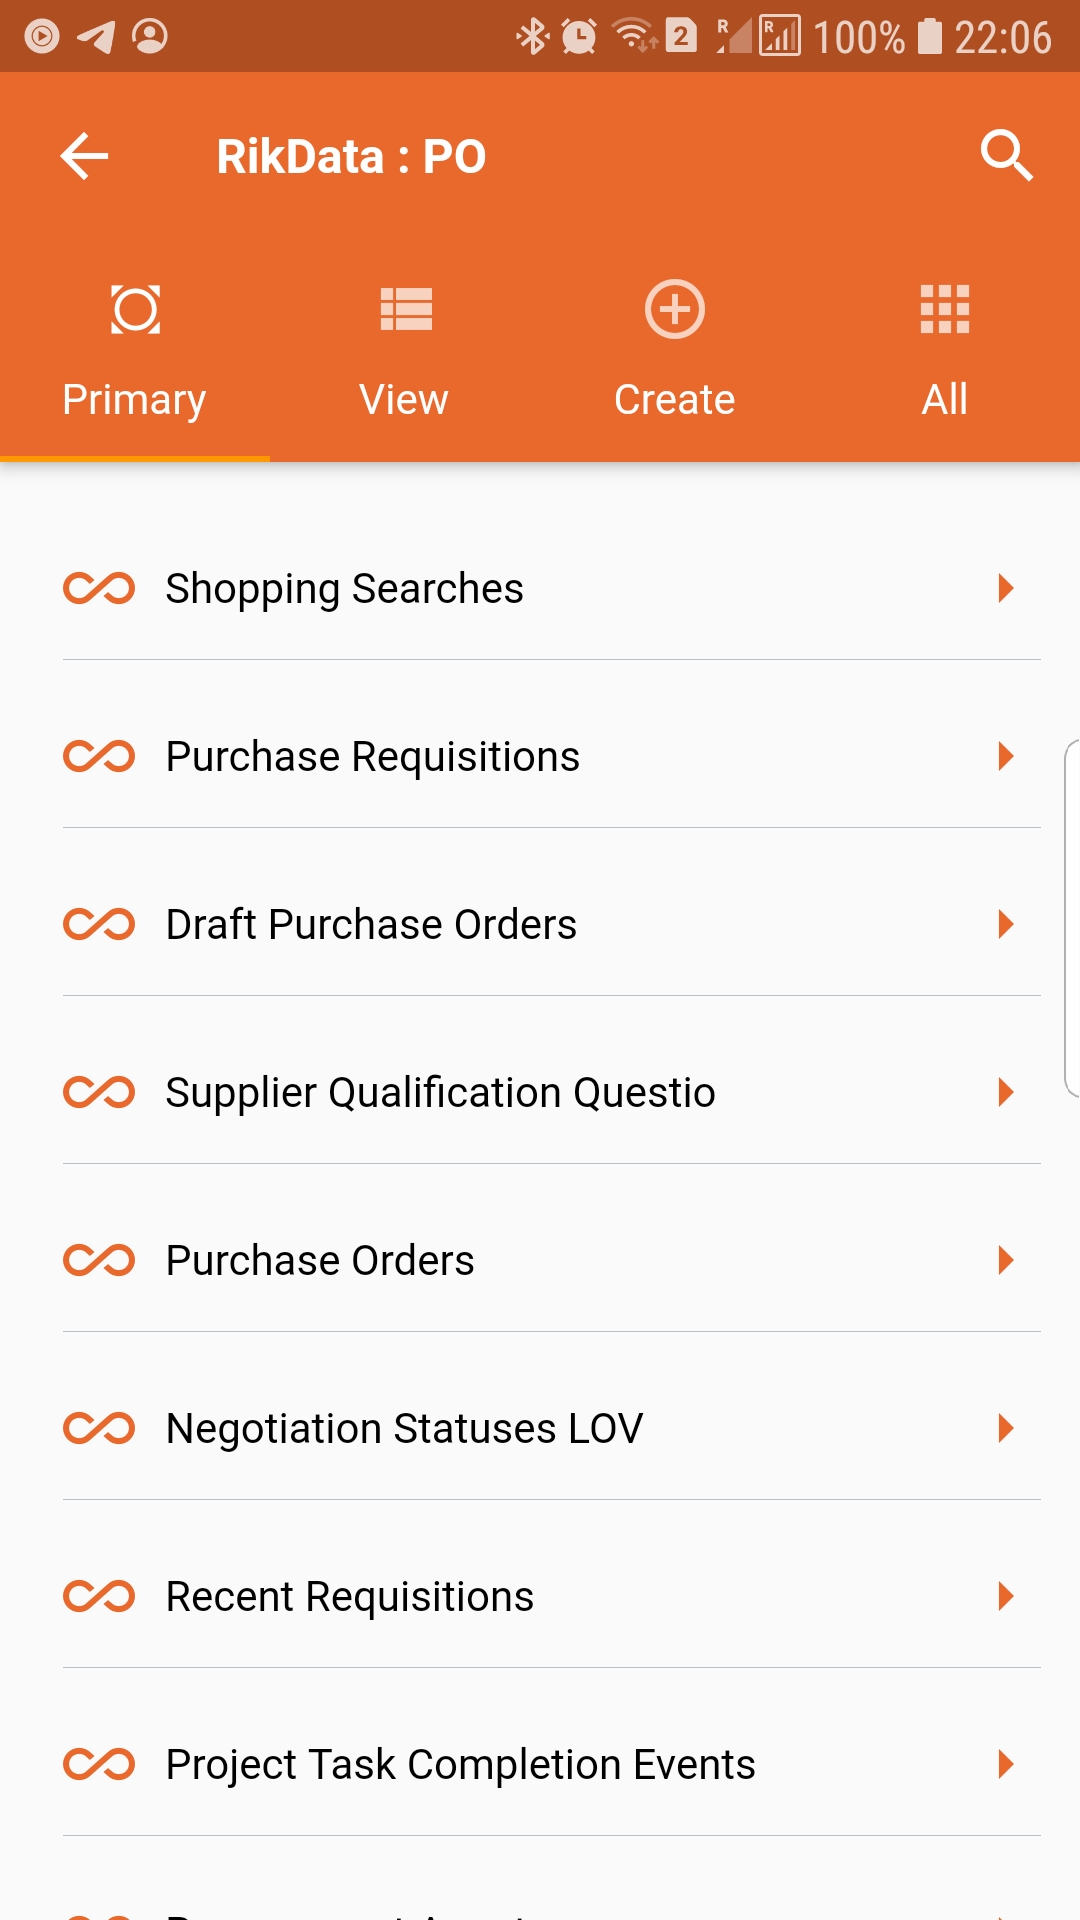 2 R R 100% 22:06
RikData : PO
Primary View Create All
Shopping Searches
Purchase Requisitions
Draft Purchase Orders
Supplier Qualification Questio
Purchase Orders
Negotiation Statuses LOV
Recent Requisitions
Project Task Completion Events